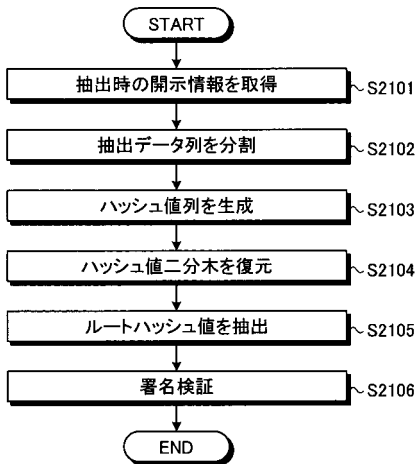 START
抽出時の開示情報を取得 S2101
抽出データ列を分割 S2102
ハッシュ値列を生成 S2103
ハッシュ値二分木を復元 S2104
ルートハッシュ値を抽出 S2105
署名検証 S2106
END